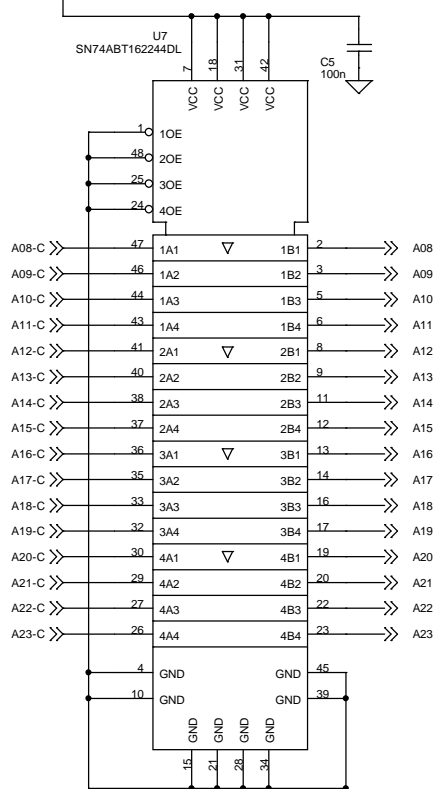 U7
SN74ABT162244DL
7 18 31 42
VCC VCC VCC VCC
C5
100n
1 1OE
48 2OE
25 3OE
24 4OE
A08-C 47 1A1 1B1 2 A08
A09-C 46 1A2 1B2 3 A09
A10-C 44 1A3 1B3 5 A10
A11-C 43 1A4 1B4 6 A11
A12-C 41 2A1 2B1 8 A12
A13-C 40 2A2 2B2 9 A13
A14-C 38 2A3 2B3 11 A14
A15-C 37 2A4 2B4 12 A15
A16-C 36 3A1 3B1 13 A16
A17-C 35 3A2 3B2 14 A17
A18-C 33 3A3 3B3 16 A18
A19-C 32 3A4 3B4 17 A19
A20-C 30 4A1 4B1 19 A20
A21-C 29 4A2 4B2 20 A21
A22-C 27 4A3 4B3 22 A22
A23-C 26 4A4 4B4 23 A23
4 GND GND 45
10 GND GND 39
GND GND GND GND
15 21 28 34